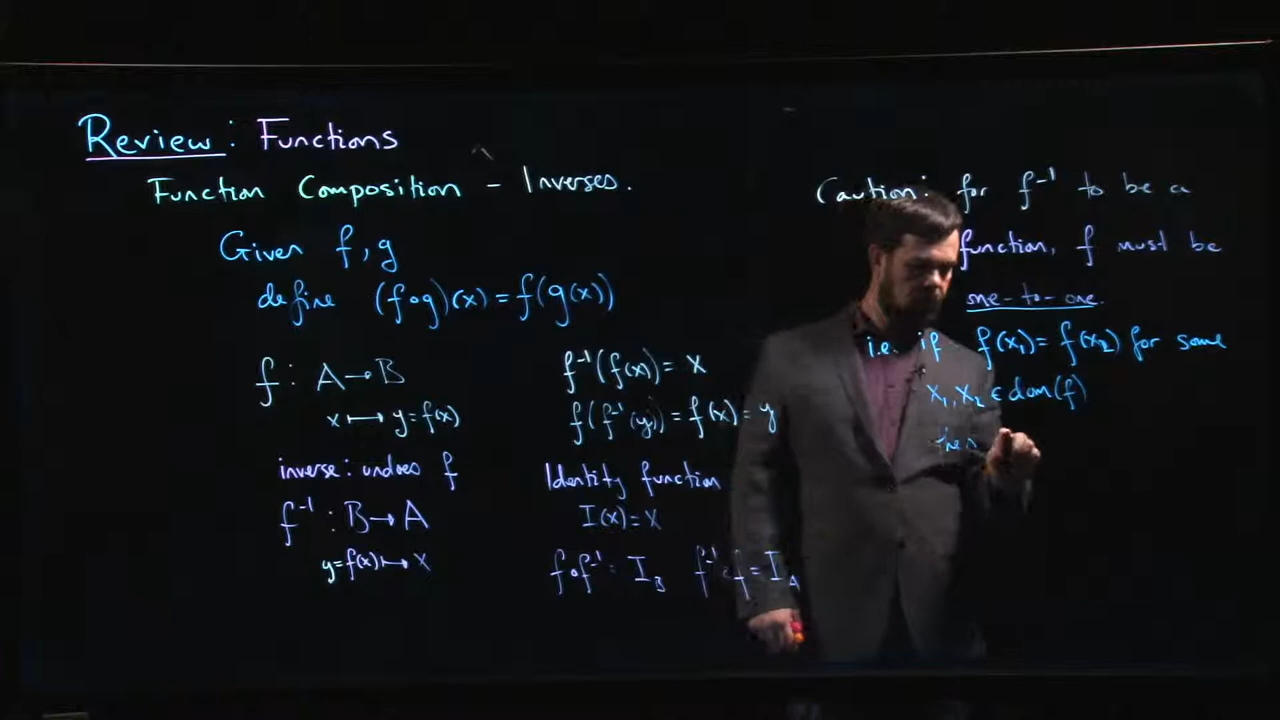 Review: Functions
Function Composition - Inverses.
Given f, g
define (f∘g)(x) = f(g(x))
f : A → B
x ↦ y = f(x)
inverse: undoes f
f⁻¹ : B → A
y = f(x) ↦ x
f⁻¹(f(x)) = x
f(f⁻¹(y)) = f(x) = y
Identity function
I(x) = x
f∘f⁻¹ = I_B f⁻¹∘f = I_A
Caution: for f⁻¹ to be a
function, f must be
one-to-one.
i.e. if f(x₁) = f(x₂) for some
x₁, x₂ ∈ dom(f)
then